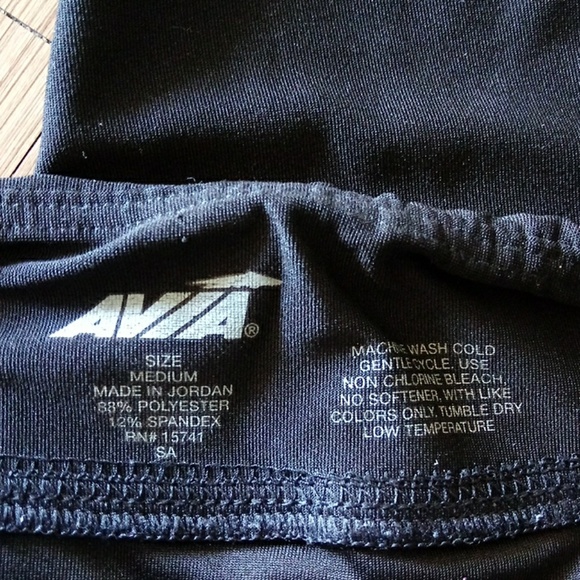 AVIA®
SIZE
MEDIUM
MADE IN JORDAN
88% POLYESTER
12% SPANDEX
RN# 15741
SA
MACHINE WASH COLD
GENTLE CYCLE. USE
NON CHLORINE BLEACH,
NO SOFTENER, WITH LIKE
COLORS ONLY, TUMBLE DRY
LOW TEMPERATURE